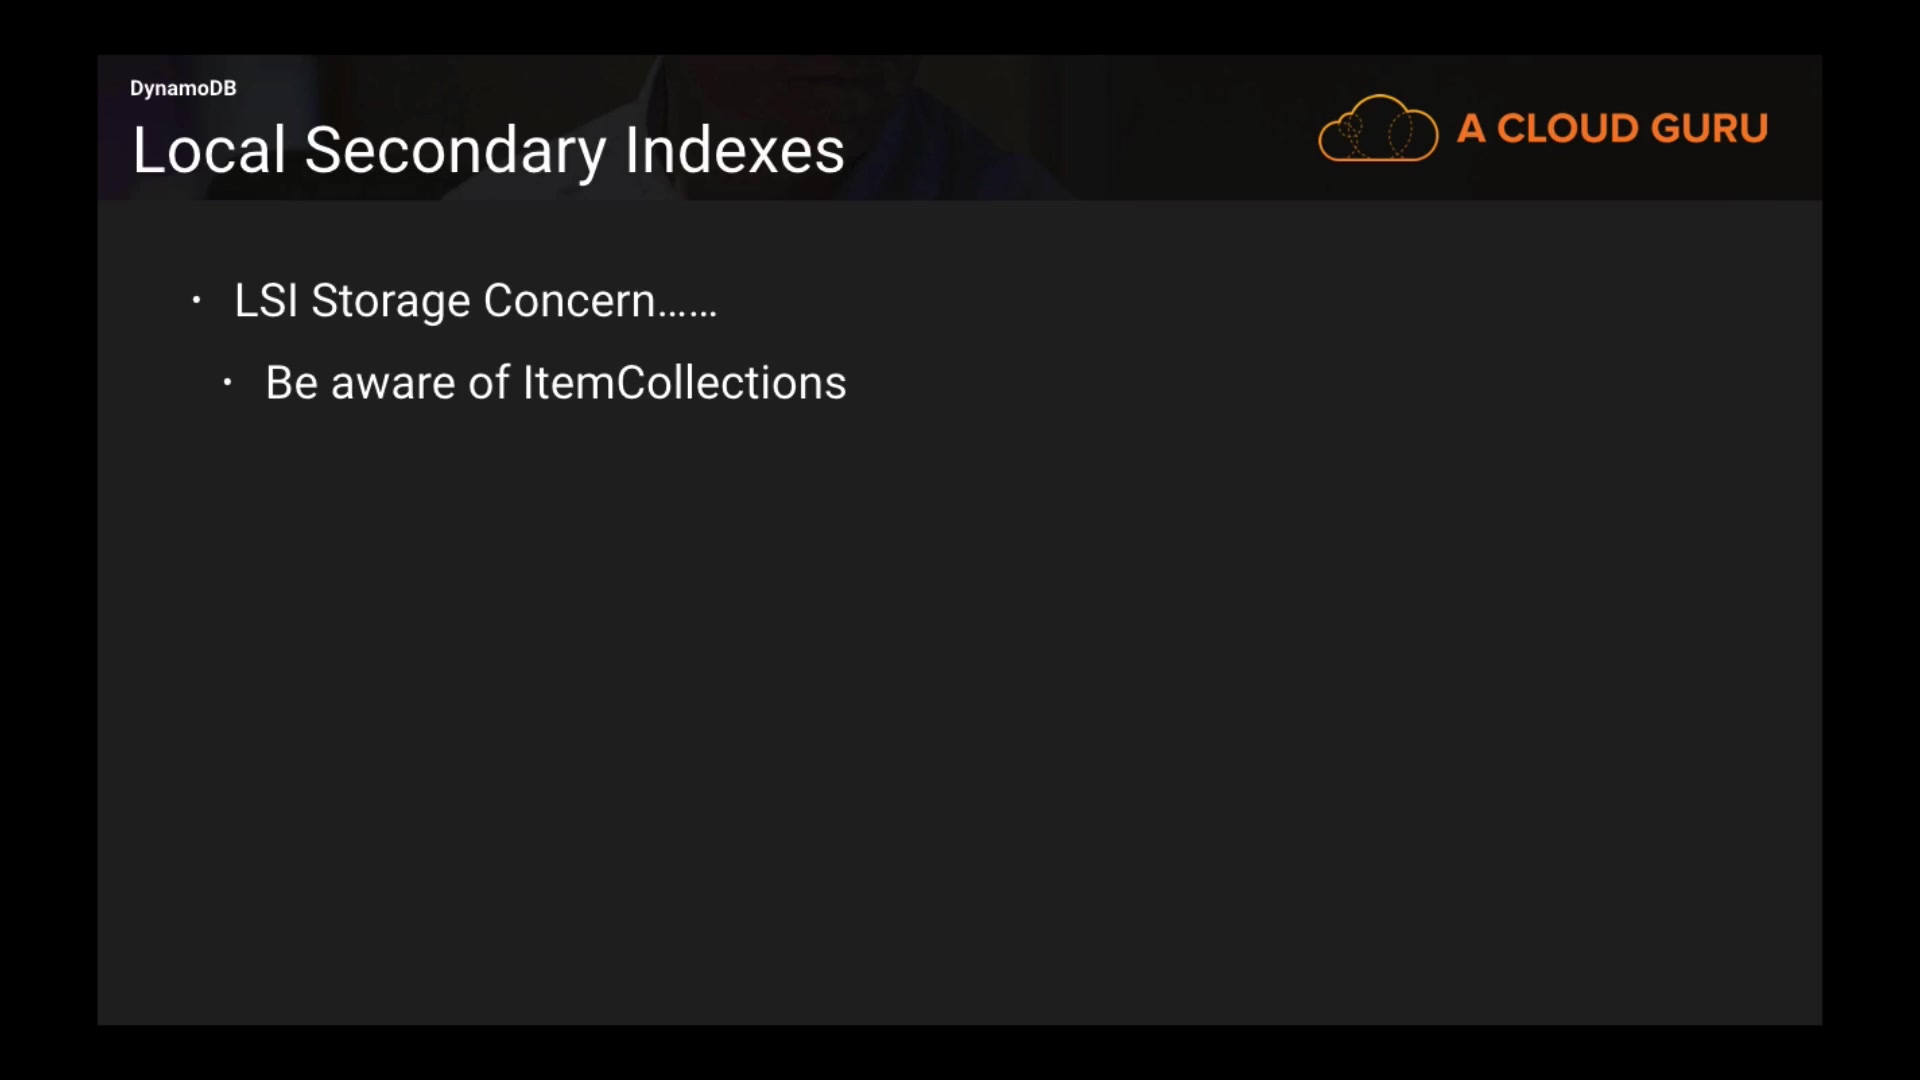 DynamoDB
Local Secondary Indexes
A CLOUD GURU
• LSI Storage Concern......
• Be aware of ItemCollections